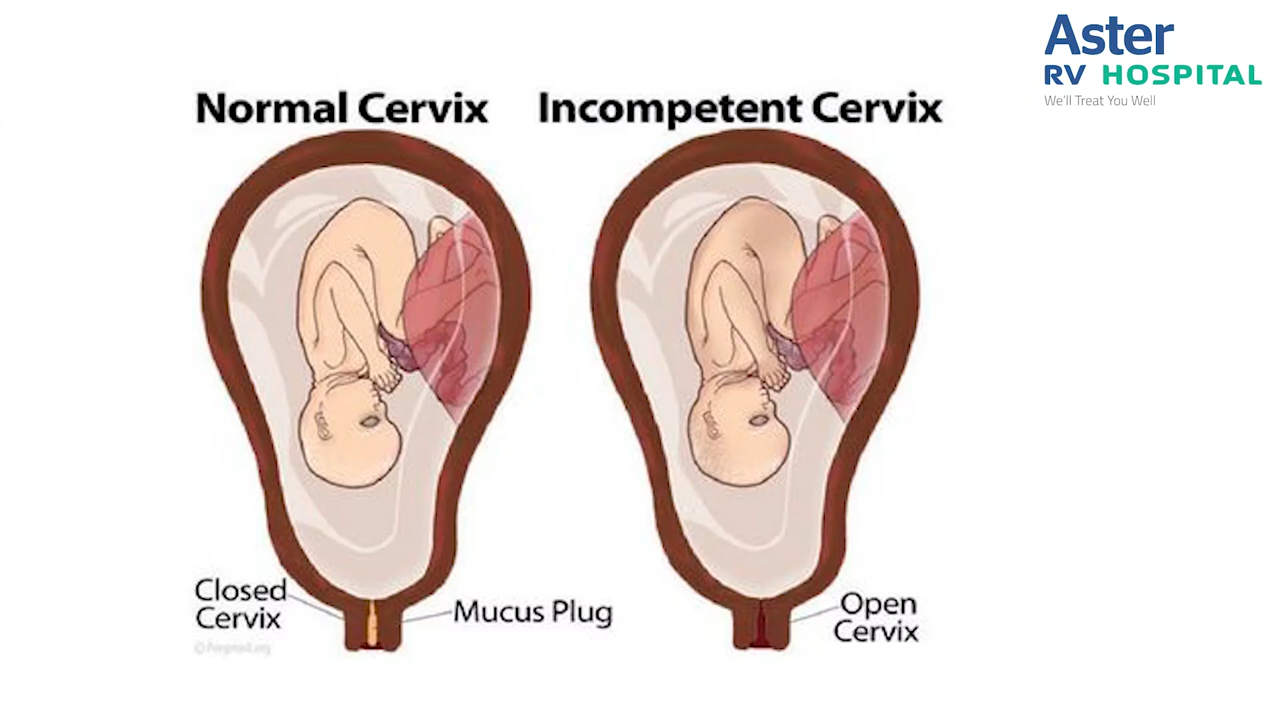 Aster
RV HOSPITAL
We'll Treat You Well
Normal Cervix
Incompetent Cervix
Closed
Cervix
Mucus Plug
Open
Cervix